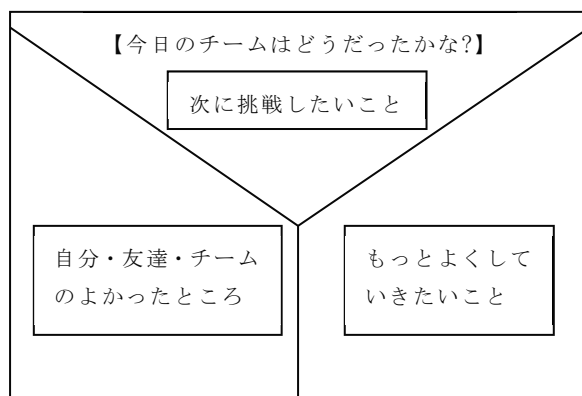 【今日のチームはどうだったかな?】
次に挑戦したいこと
自分・友達・チーム
のよかったところ
もっとよくして
いきたいこと